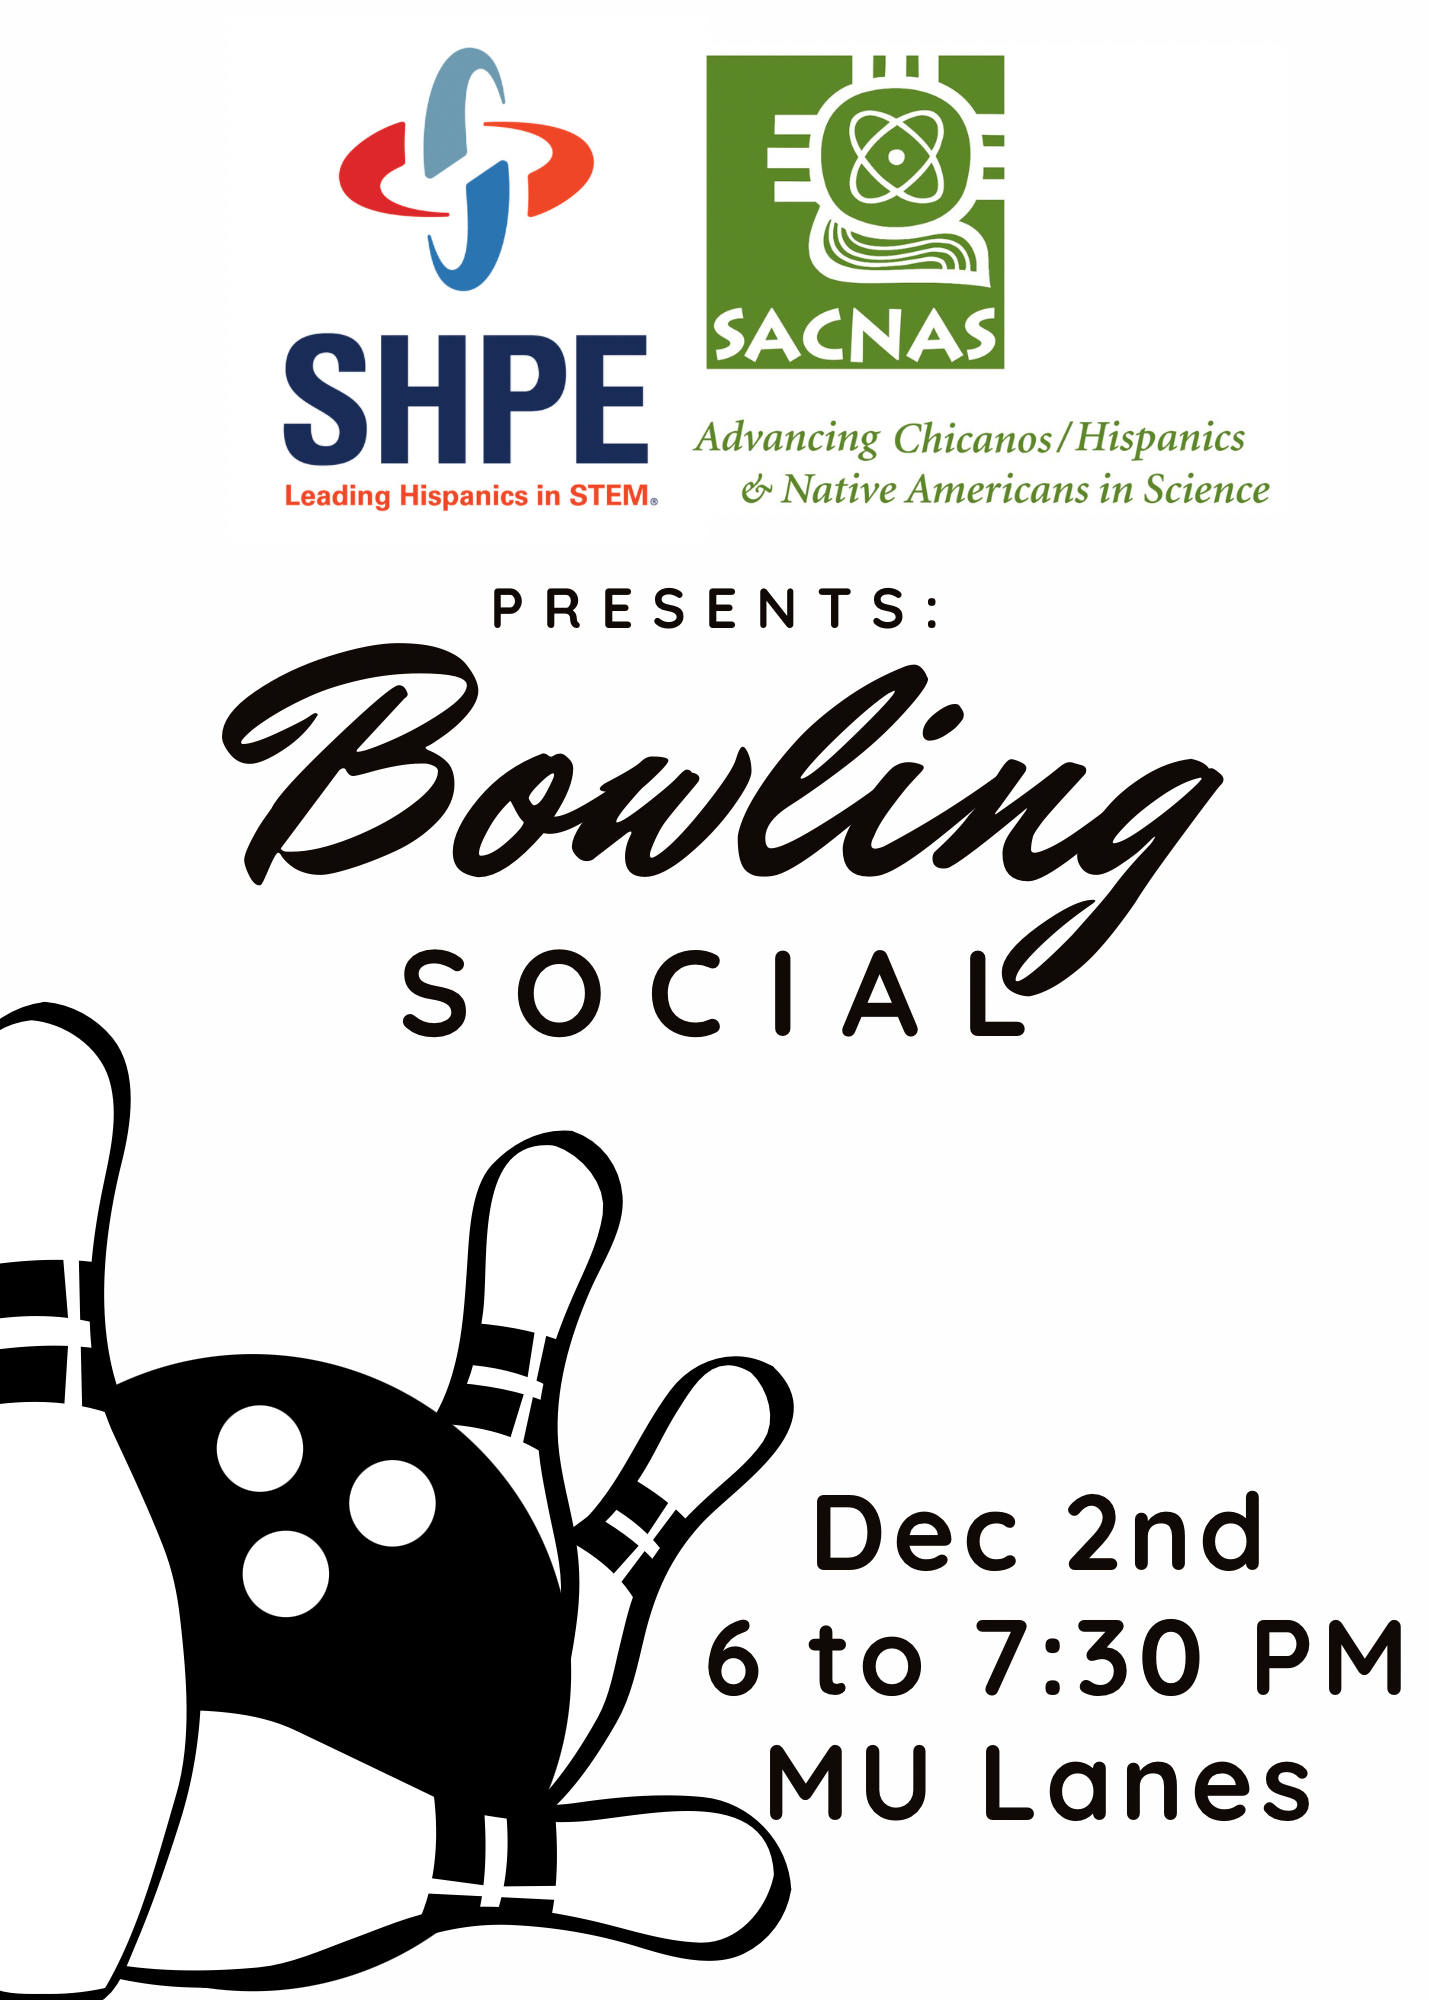 SHPE
Leading Hispanics in STEM®
SACNAS
Advancing Chicanos/Hispanics
& Native Americans in Science
PRESENTS:
Bowling
SOCIAL
Dec 2nd
6 to 7:30 PM
MU Lanes